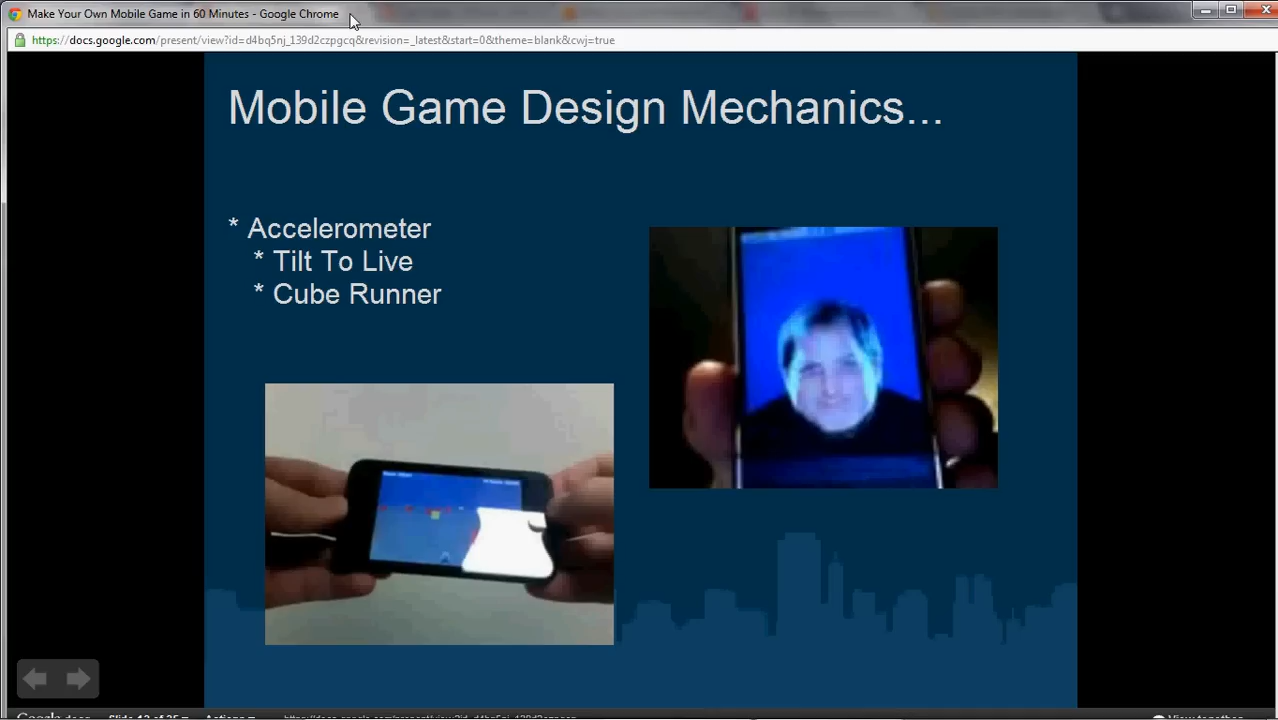 Make Your Own Mobile Game in 60 Minutes - Google Chrome
https://docs.google.com/present/view?id=d4bq5nj_139d2czpgcq&revision=_latest&start=0&theme=blank&cwj=true
Mobile Game Design Mechanics...
* Accelerometer
* Tilt To Live
* Cube Runner